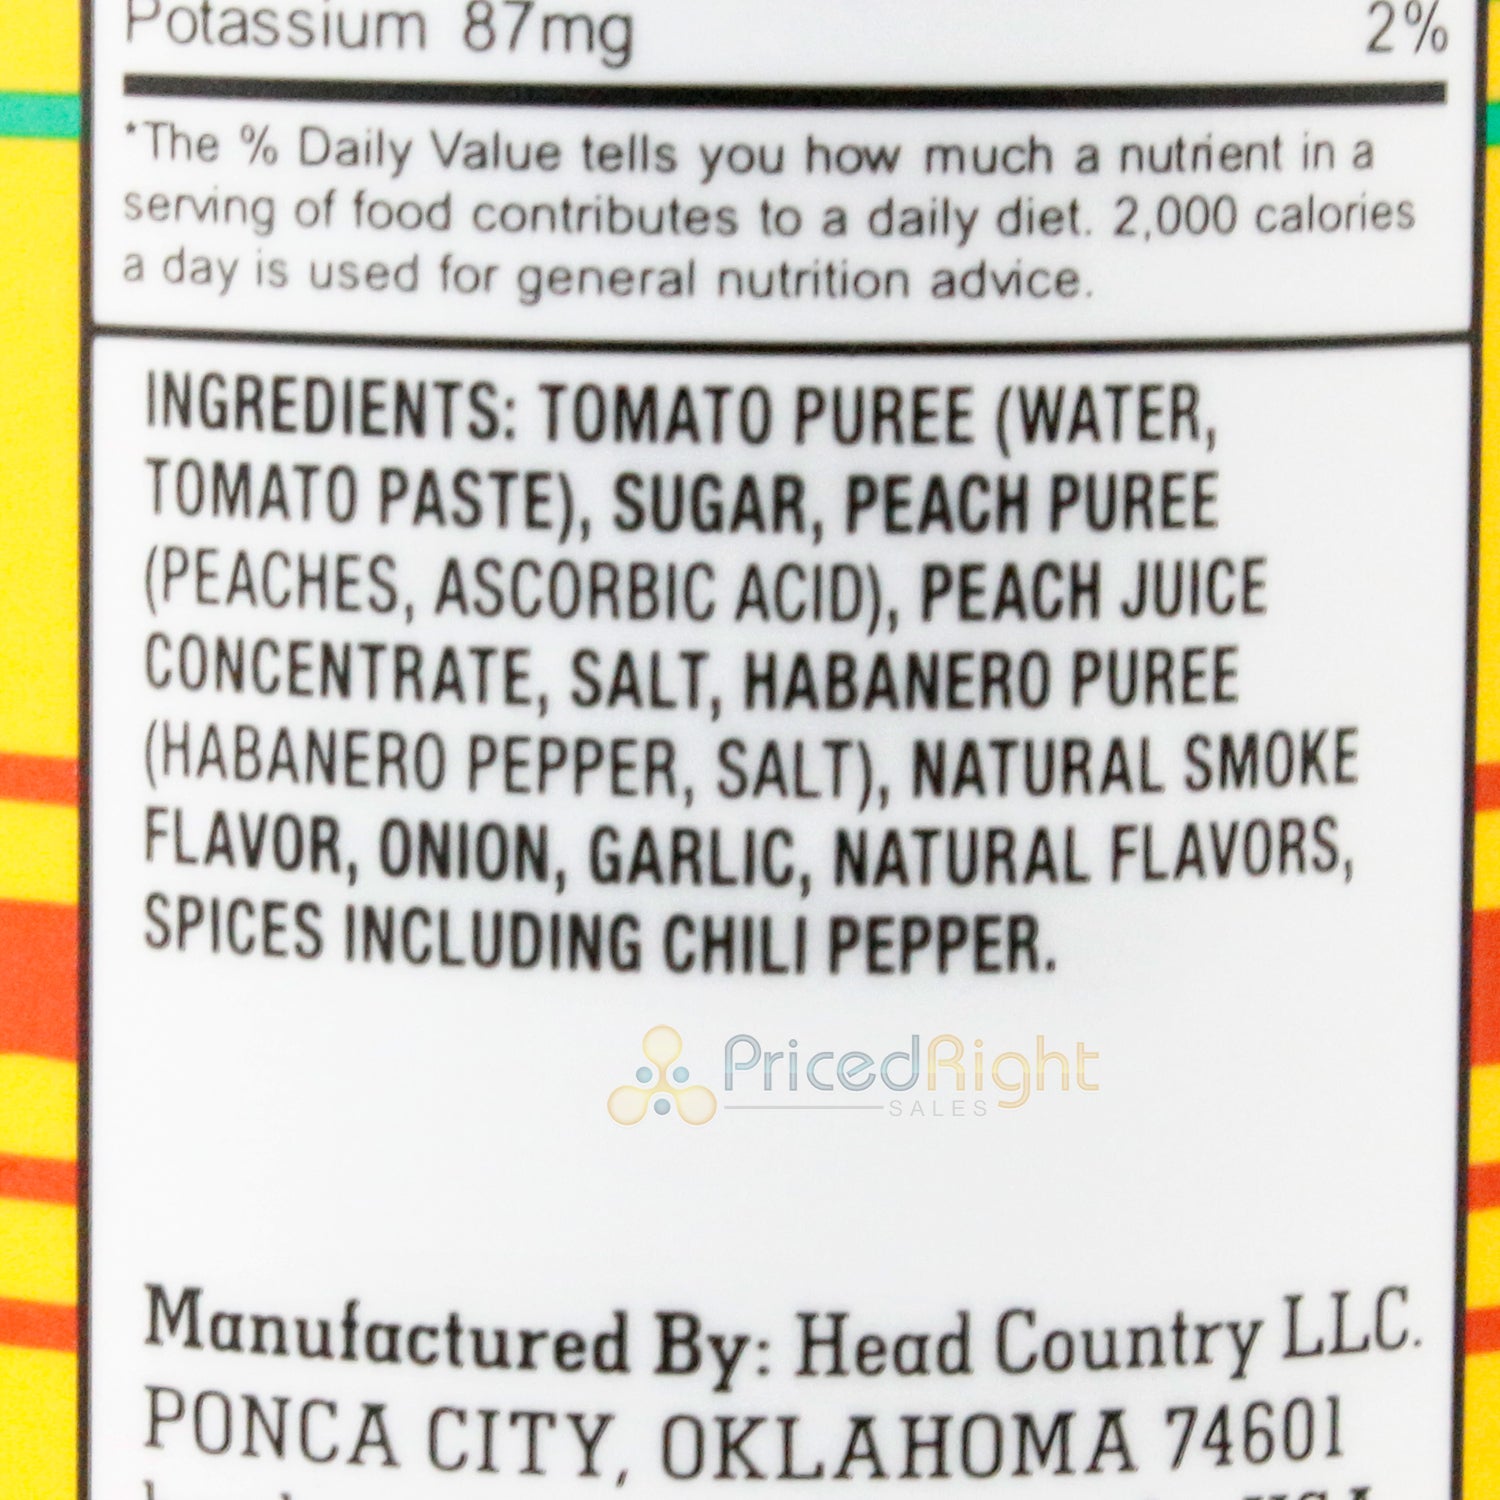 Potassium 87mg 2%
*The % Daily Value tells you how much a nutrient in a
serving of food contributes to a daily diet. 2,000 calories
a day is used for general nutrition advice.
INGREDIENTS: TOMATO PUREE (WATER,
TOMATO PASTE), SUGAR, PEACH PUREE
(PEACHES, ASCORBIC ACID), PEACH JUICE
CONCENTRATE, SALT, HABANERO PUREE
(HABANERO PEPPER, SALT), NATURAL SMOKE
FLAVOR, ONION, GARLIC, NATURAL FLAVORS,
SPICES INCLUDING CHILI PEPPER.
PricedRight
SALES
Manufactured By: Head Country LLC.
PONCA CITY, OKLAHOMA 74601